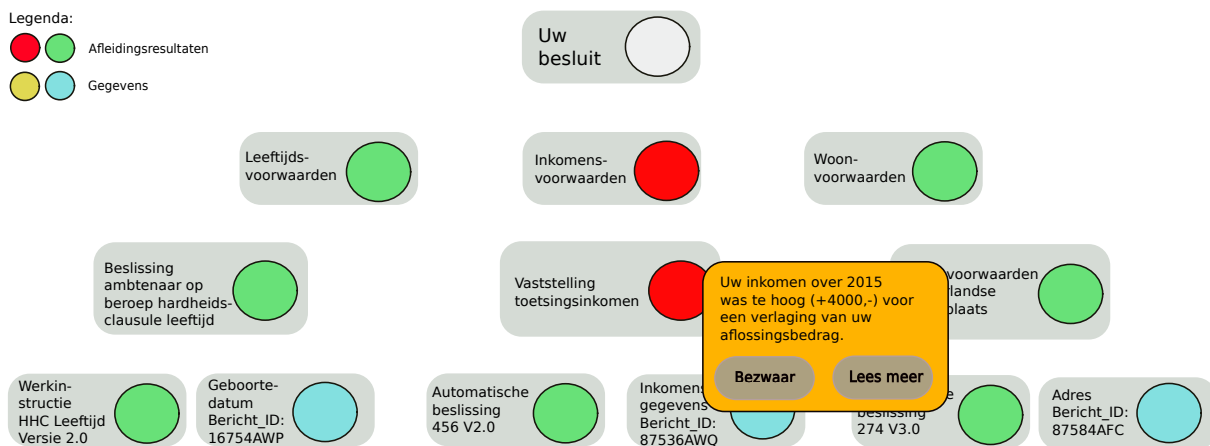 Legenda:
Afleidingsresultaten
Gegevens
Uw
besluit
Leeftijds-
voorwaarden
Inkomens-
voorwaarden
Woon-
voorwaarden
Beslissing
ambtenaar op
beroep hardheids-
clausule leeftijd
Vaststelling
toetsingsinkomen
voorwaarden
rlandse
plaats
Uw inkomen over 2015
was te hoog (+4000,-) voor
een verlaging van uw
aflossingsbedrag.
Bezwaar
Lees meer
Werkin-
structie
HHC Leeftijd
Versie 2.0
Geboorte-
datum
Bericht_ID:
16754AWP
Automatische
beslissing
456 V2.0
Inkomens
gegevens
Bericht_ID:
87536AWQ
beslissing
274 V3.0
Adres
Bericht_ID:
87584AFC